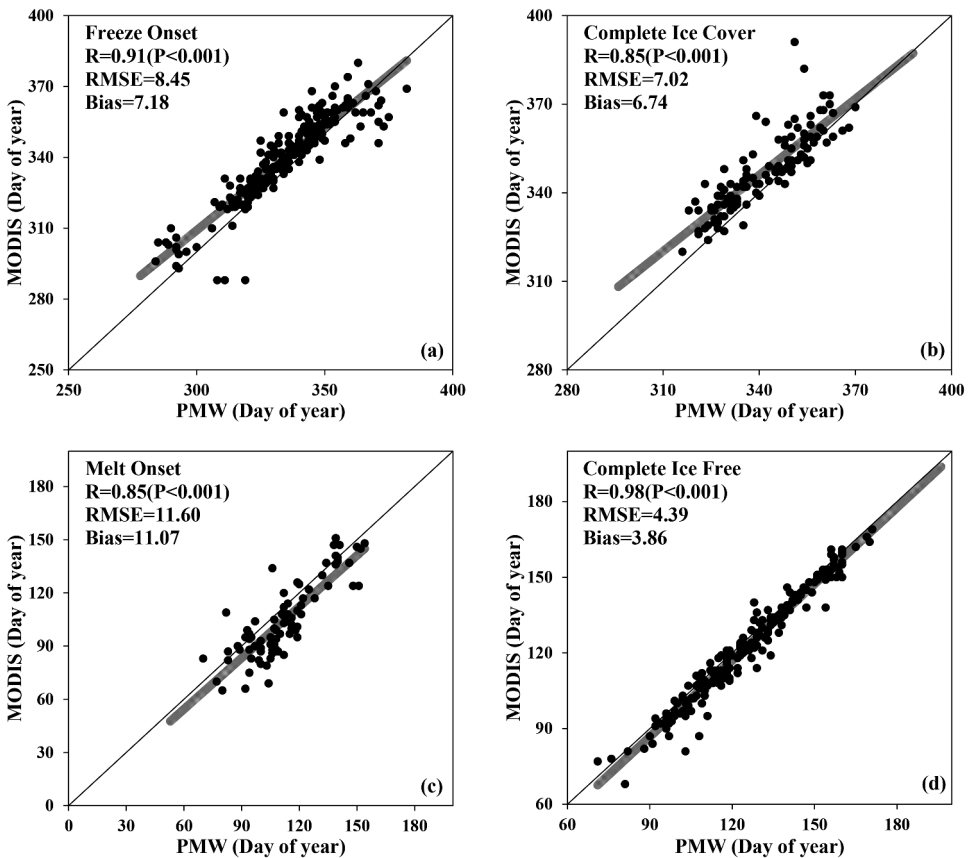 Freeze Onset
R=0.91(P<0.001)
RMSE=8.45
Bias=7.18
400
370
340
310
280
250
MODIS (Day of year)
(a)
250 300 350 400
PMW (Day of year)
Complete Ice Cover
R=0.85(P<0.001)
RMSE=7.02
Bias=6.74
400
370
340
310
280
MODIS (Day of year)
(b)
280 310 340 370 400
PMW (Day of year)
Melt Onset
R=0.85(P<0.001)
RMSE=11.60
Bias=11.07
180
150
120
90
60
30
0
MODIS (Day of year)
(c)
0 30 60 90 120 150 180
PMW (Day of year)
Complete Ice Free
R=0.98(P<0.001)
RMSE=4.39
Bias=3.86
180
150
120
90
60
MODIS (Day of year)
(d)
60 90 120 150 180
PMW (Day of year)